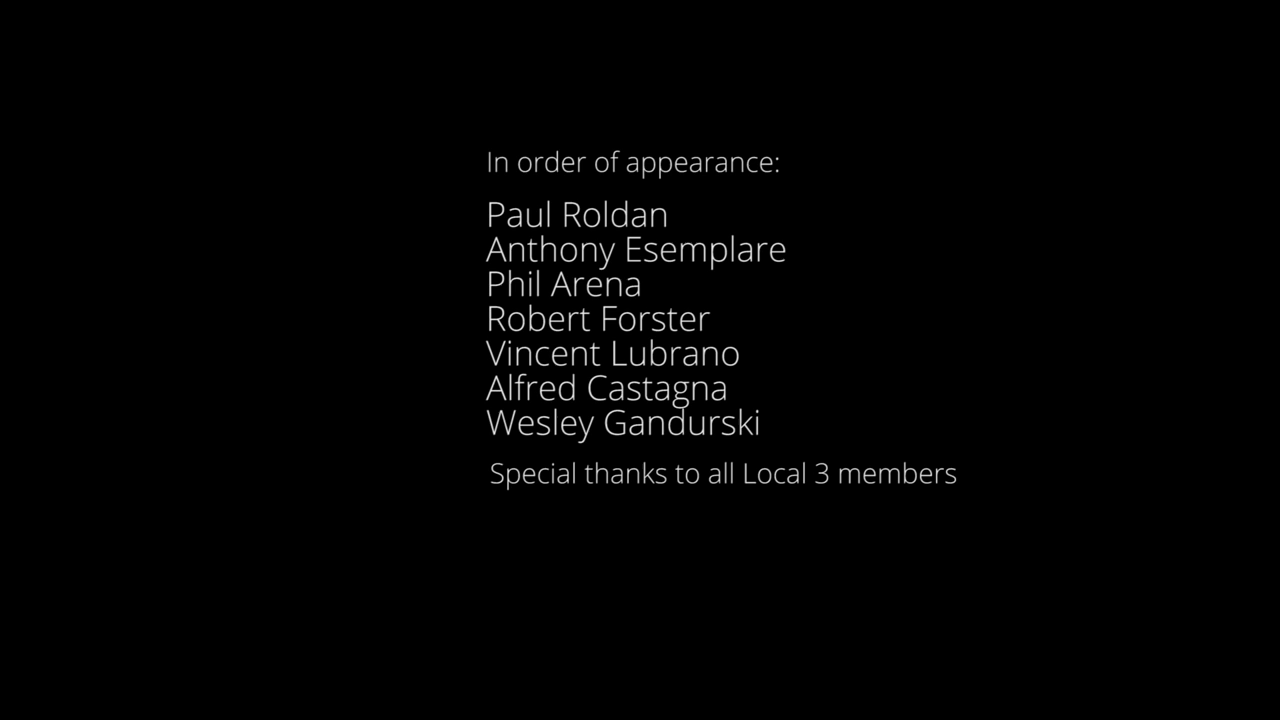 In order of appearance:
Paul Roldan
Anthony Esemplare
Phil Arena
Robert Forster
Vincent Lubrano
Alfred Castagna
Wesley Gandurski
Special thanks to all Local 3 members